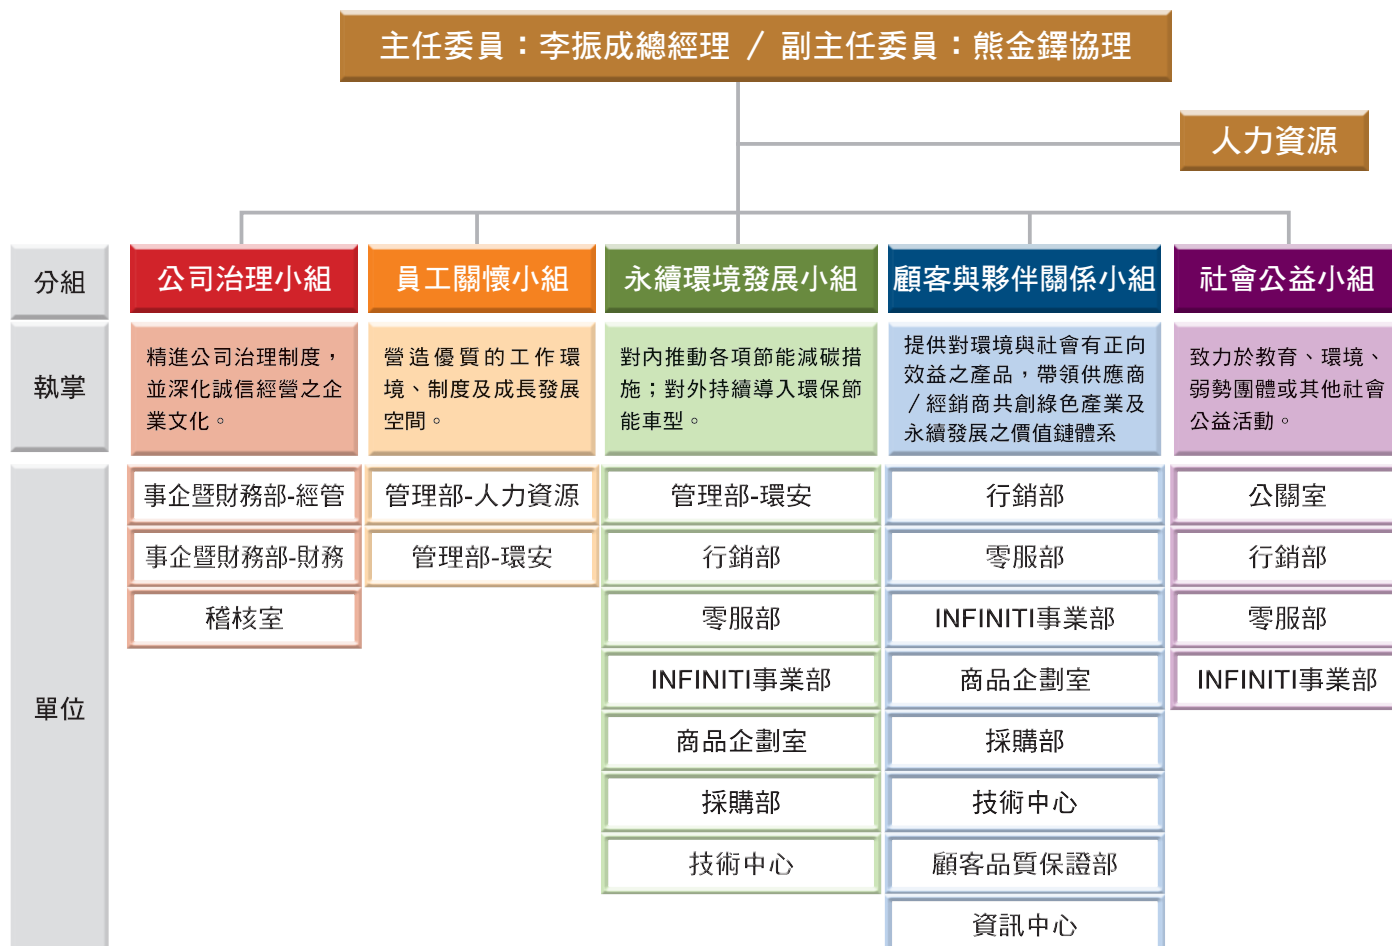 主任委員：李振成總經理 / 副主任委員：熊金鐸協理
人力資源
分組
公司治理小組
員工關懷小組
永續環境發展小組
顧客與夥伴關係小組
社會公益小組
執掌
精進公司治理制度，
並深化誠信經營之企
業文化。
營造優質的工作環
境、制度及成長發展
空間。
對內推動各項節能減碳措
施；對外持續導入環保節
能車型。
提供對環境與社會有正向
效益之產品，帶領供應商
/經銷商共創綠色產業及
永續發展之價值鏈體系
致力於教育、環境、
弱勢團體或其他社會
公益活動。
單位
事企暨財務部-經管
事企暨財務部-財務
稽核室
管理部-人力資源
管理部-環安
管理部-環安
行銷部
零服部
INFINITI事業部
商品企劃室
採購部
技術中心
行銷部
零服部
INFINITI事業部
商品企劃室
採購部
技術中心
顧客品質保證部
資訊中心
公關室
行銷部
零服部
INFINITI事業部